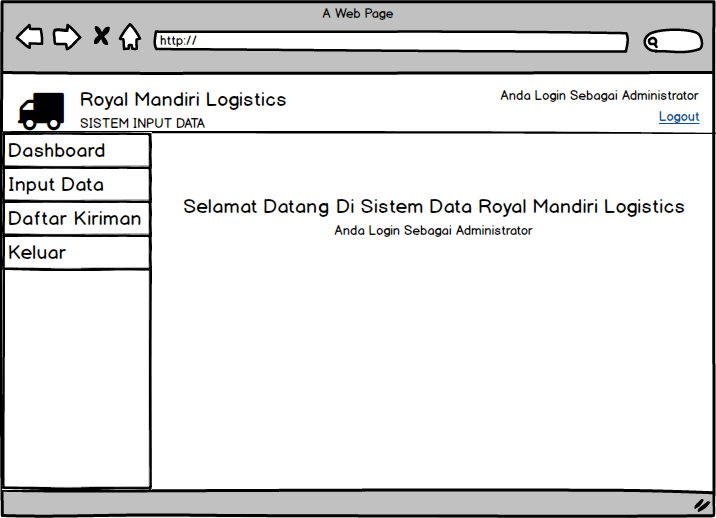 A Web Page
http://
Royal Mandiri Logistics
SISTEM INPUT DATA
Anda Login Sebagai Administrator
Logout
Dashboard
Input Data
Daftar Kiriman
Keluar
Selamat Datang Di Sistem Data Royal Mandiri Logistics
Anda Login Sebagai Administrator